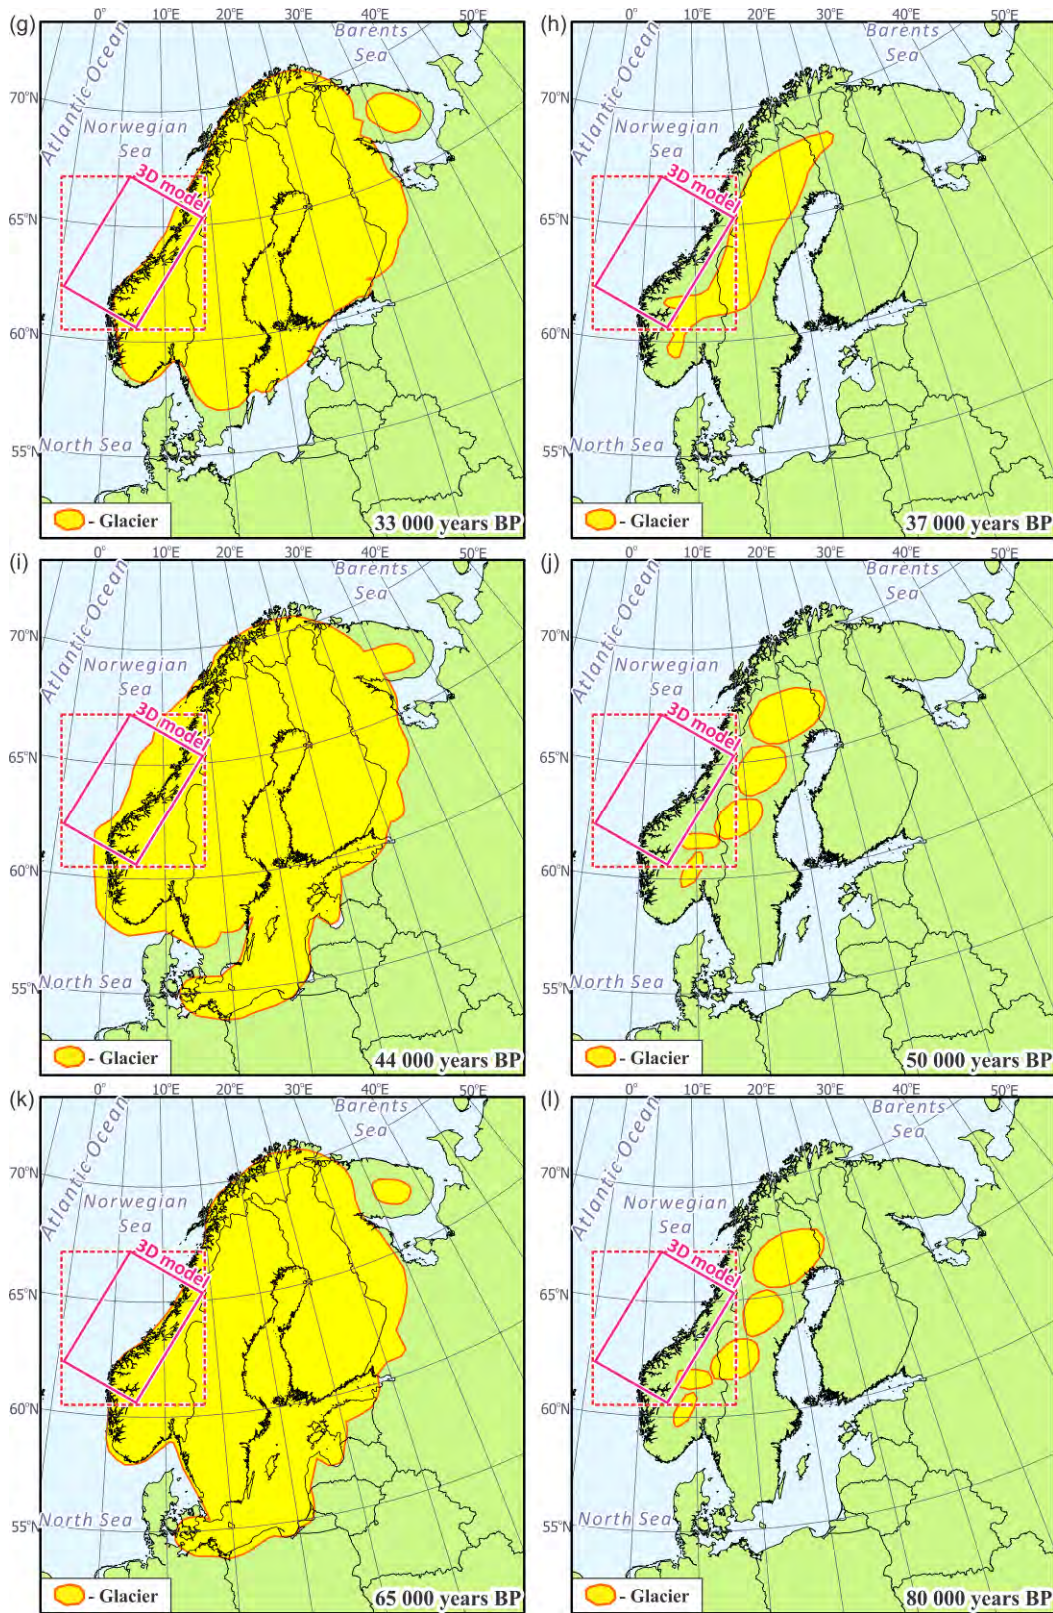 (g)
0° 10°E 20°E 30°E 40°E 50°E
Atlantic Ocean
Barents
Sea
70°N
Norwegian
Sea
3D model
65°N
60°N
North Sea
55°N
- Glacier
33 000 years BP
(h)
0° 10°E 20°E 30°E 40°E 50°E
Atlantic Ocean
Barents
Sea
70°N
Norwegian
Sea
3D model
65°N
60°N
North Sea
55°N
- Glacier
37 000 years BP
(i)
0° 10°E 20°E 30°E 40°E 50°E
Atlantic Ocean
Barents
Sea
70°N
Norwegian
Sea
3D model
65°N
60°N
North Sea
55°N
- Glacier
44 000 years BP
(j)
0° 10°E 20°E 30°E 40°E 50°E
Atlantic Ocean
Barents
Sea
70°N
Norwegian
Sea
3D model
65°N
60°N
North Sea
55°N
- Glacier
50 000 years BP
(k)
0° 10°E 20°E 30°E 40°E 50°E
Atlantic Ocean
Barents
Sea
70°N
Norwegian
Sea
3D model
65°N
60°N
North Sea
55°N
- Glacier
65 000 years BP
(l)
0° 10°E 20°E 30°E 40°E 50°E
Atlantic Ocean
Barents
Sea
70°N
Norwegian
Sea
3D model
65°N
60°N
North Sea
55°N
- Glacier
80 000 years BP